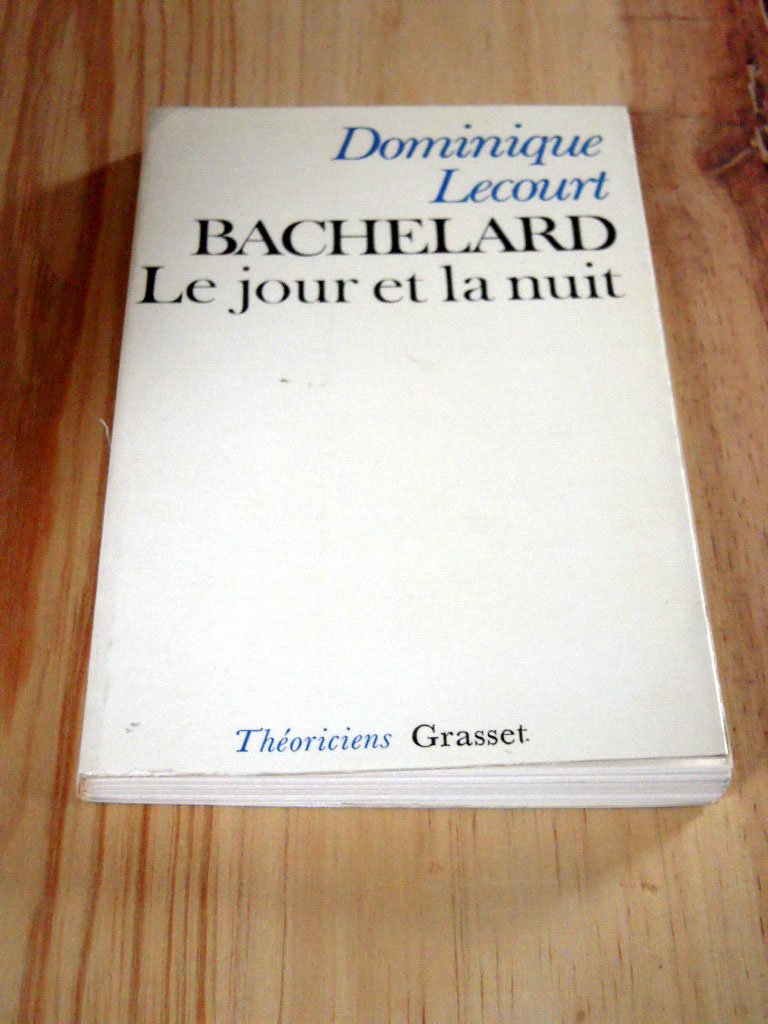 Dominique
Lecourt
BACHELARD
Le jour et la nuit
Théoriciens Grasset